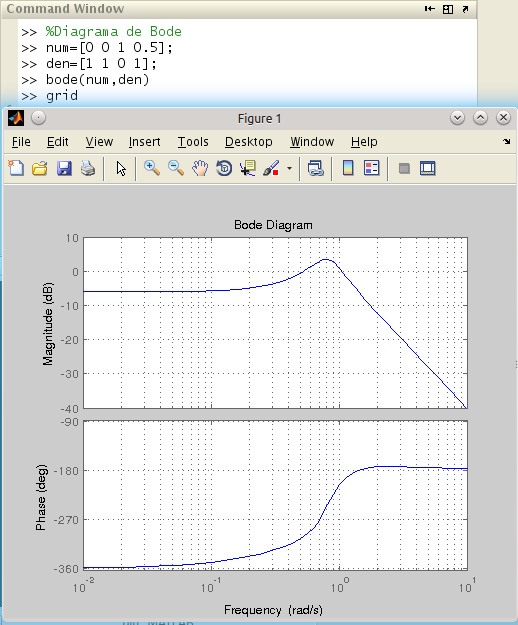 Command Window
>> %Diagrama de Bode
>> num=[0 0 1 0.5];
>> den=[1 1 0 1];
>> bode(num,den)
>> grid
Figure 1
File Edit View Insert Tools Desktop Window Help
Bode Diagram
Magnitude (dB)
10
0
-10
-20
-30
-40
Phase (deg)
-90
-180
-270
-360
10^-2 10^-1 10^0 10^1
Frequency (rad/s)